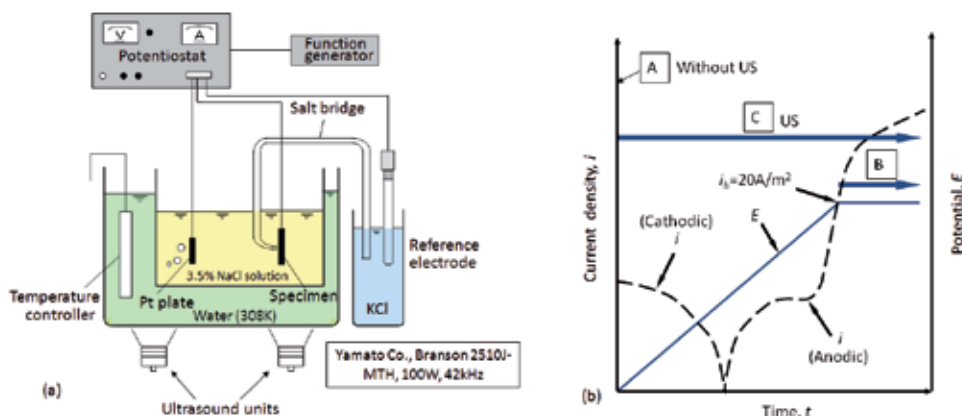 V
A
Potentiostat
Function
generator
Salt bridge
Reference
electrode
3.5% NaCl solution
Temperature
controller
Pt plate
Specimen
KCl
Water (308K)
Yamato Co., Branson 2510J-
MTH, 100W, 42kHz
(a)
Ultrasound units
A Without US
C US
B
iₕ=20A/m²
Current density, i
Potential, E
(Cathodic)
i
E
i
(Anodic)
(b)
Time, t